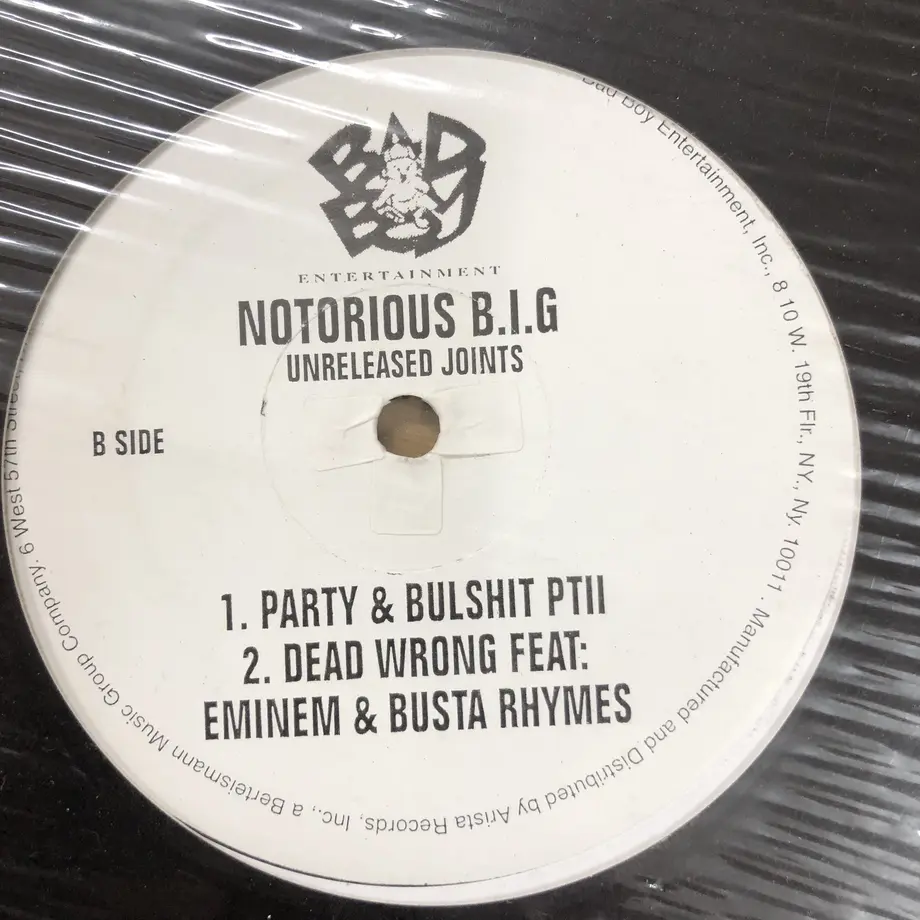 BAD BOY
ENTERTAINMENT
NOTORIOUS B.I.G
UNRELEASED JOINTS
B SIDE
1. PARTY & BULSHIT PTII
2. DEAD WRONG FEAT:
EMINEM & BUSTA RHYMES
Bad Boy Entertainment, Inc., 8 10 W. 19th Flr., NY., Ny. 10011 . Manufactured and Distributed by Arista Records, Inc., a Bertelsmann Music Group Company. 6 West 57th Street,